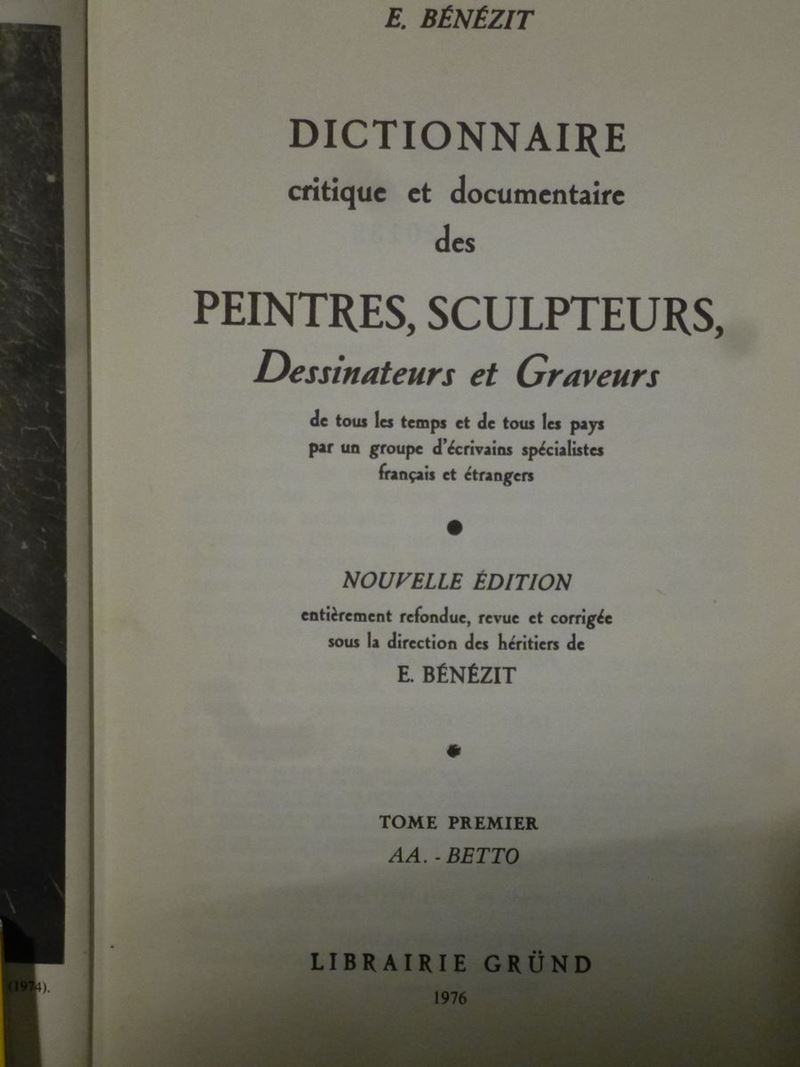 E. BÉNÉZIT
DICTIONNAIRE
critique et documentaire
des
PEINTRES, SCULPTEURS,
Dessinateurs et Graveurs
de tous les temps et de tous les pays
par un groupe d'écrivains spécialistes
français et étrangers
NOUVELLE ÉDITION
entièrement refondue, revue et corrigée
sous la direction des héritiers de
E. BÉNÉZIT
TOME PREMIER
AA. - BETTO
LIBRAIRIE GRÜND
1976
(1974).